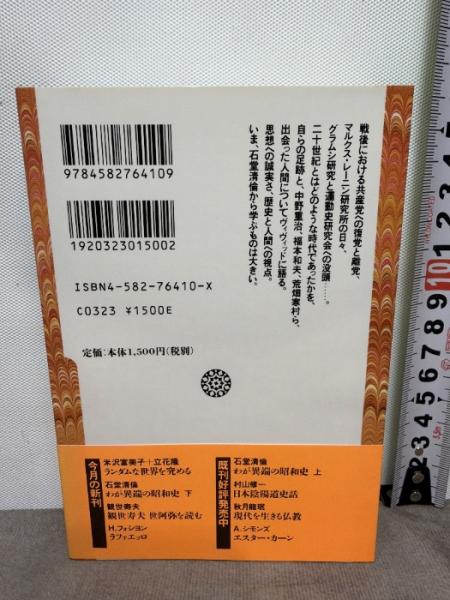 戦後における共産党への復党と離党、
マルクス・レーニン研究所の日々、
グラムシ研究と運動史研究会への没頭……。
二十世紀とはどのような時代であったかを、
自らの足跡と、中野重治、福本和夫、荒畑寒村ら、
出会った人間についてヴィヴィッドに語る。
思想への誠実さ、歴史と人間への視点。
いま、石堂清倫から学ぶものは大きい。
9784582764109
1920323015002
ISBN4-582-76410-X
C0323 ¥1500E
定価:本体1,500円(税別)
今月の新刊
米沢富美子+立花隆
ランダムな世界を究める
石堂清倫
わが異端の昭和史 下
観世寿夫
観世寿夫 世阿弥を読む
H.フォシヨン
ラファエッロ
既刊好評発売中
石堂清倫
わが異端の昭和史 上
村山修一
日本陰陽道史話
秋月龍珉
現代を生きる仏教
A.シモンズ
エスター・カーン
1
2
3
4
5
6
7
8
9
10
1
2
3